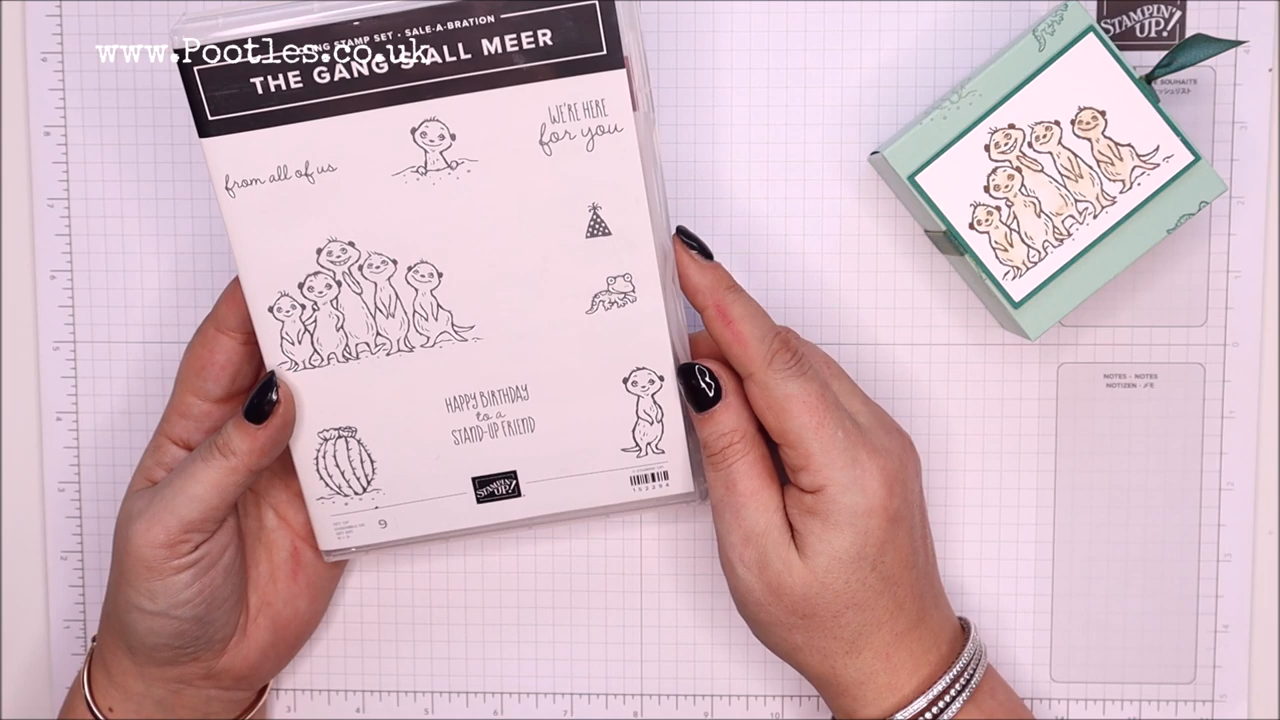 www.Pootles.co.uk
STAMP SET • SALE-A-BRATION
THE GANG'S ALL MEER
from all of us
WE'RE HERE
for you
HAPPY BIRTHDAY
to a
STAND-UP FRIEND
STAMPIN' UP!
9
152294
STAMPIN' UP!
NOTES • NOTES
NOTIZEN •